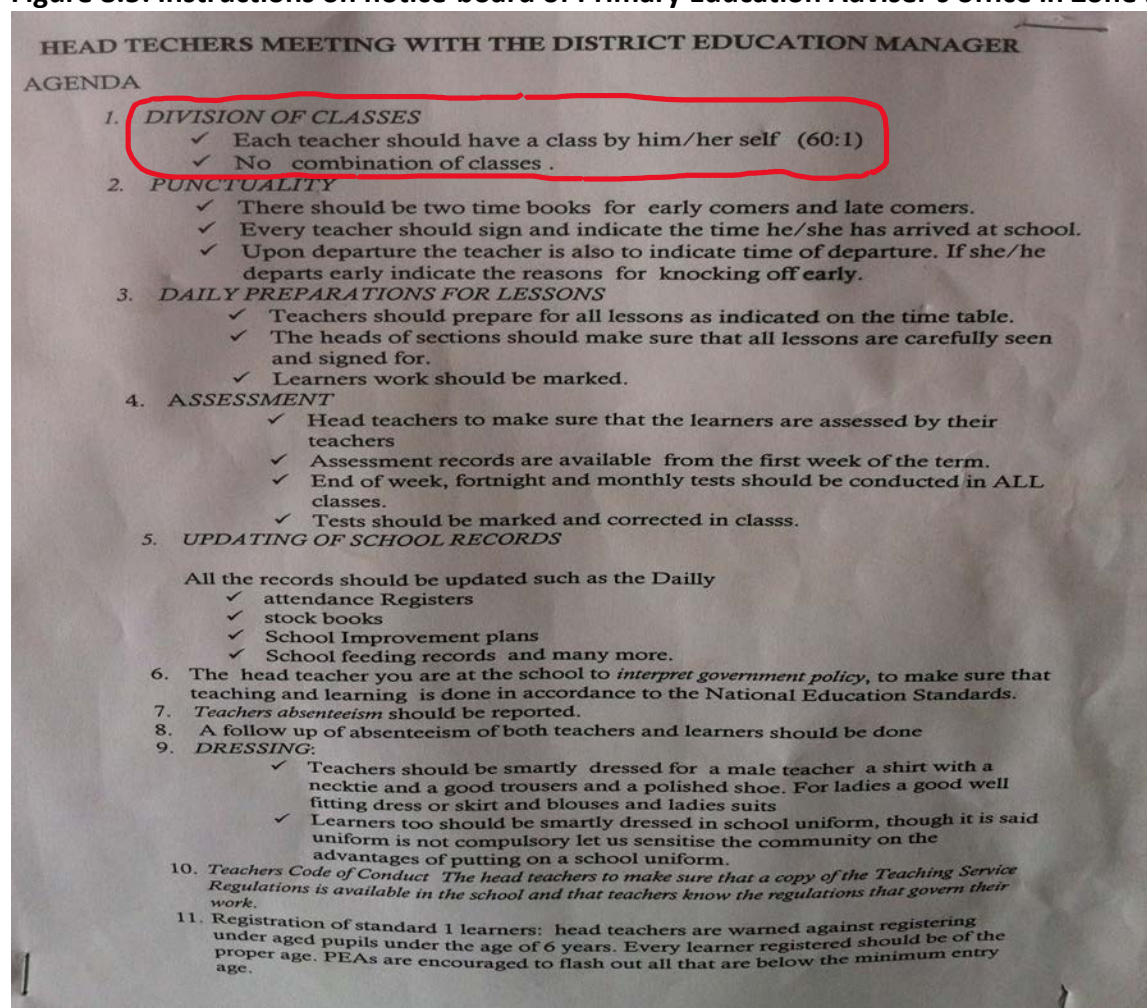 HEAD TECHERS MEETING WITH THE DISTRICT EDUCATION MANAGER
AGENDA
1. DIVISION OF CLASSES
✓ Each teacher should have a class by him/her self (60:1)
✓ No combination of classes .
2. PUNCTUALITY
✓ There should be two time books for early comers and late comers.
✓ Every teacher should sign and indicate the time he/she has arrived at school.
✓ Upon departure the teacher is also to indicate time of departure. If she/he
departs early indicate the reasons for knocking off early.
3. DAILY PREPARATIONS FOR LESSONS
✓ Teachers should prepare for all lessons as indicated on the time table.
✓ The heads of sections should make sure that all lessons are carefully seen
and signed for.
✓ Learners work should be marked.
4. ASSESSMENT
✓ Head teachers to make sure that the learners are assessed by their
teachers
✓ Assessment records are available from the first week of the term.
✓ End of week, fortnight and monthly tests should be conducted in ALL
classes.
✓ Tests should be marked and corrected in classs.
5. UPDATING OF SCHOOL RECORDS
All the records should be updated such as the Dailly
✓ attendance Registers
✓ stock books
✓ School Improvement plans
✓ School feeding records and many more.
6. The head teacher you are at the school to interpret government policy, to make sure that
teaching and learning is done in accordance to the National Education Standards.
7. Teachers absenteeism should be reported.
8. A follow up of absenteeism of both teachers and learners should be done
9. DRESSING:
✓ Teachers should be smartly dressed for a male teacher a shirt with a
necktie and a good trousers and a polished shoe. For ladies a good well
fitting dress or skirt and blouses and ladies suits
✓ Learners too should be smartly dressed in school uniform, though it is said
uniform is not compulsory let us sensitise the community on the
advantages of putting on a school uniform.
10. Teachers Code of Conduct The head teachers to make sure that a copy of the Teaching Service
Regulations is available in the school and that teachers know the regulations that govern their
work.
11. Registration of standard 1 learners: head teachers are warned against registering
under aged pupils under the age of 6 years. Every learner registered should be of the
proper age. PEAs are encouraged to flash out all that are below the minimum entry
age.